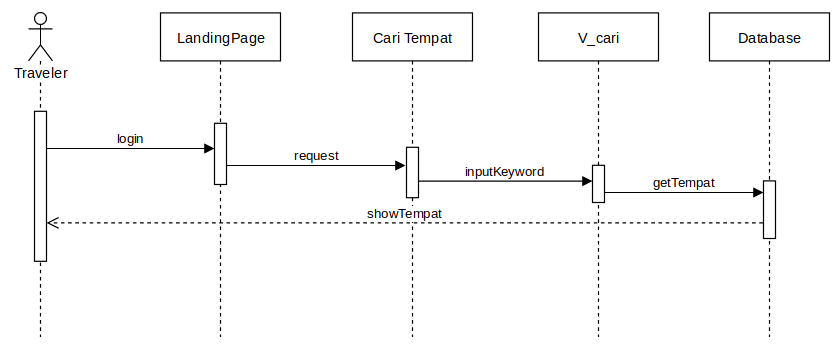 LandingPage
Cari Tempat
V_cari
Database
Traveler
login
request
inputKeyword
getTempat
showTempat